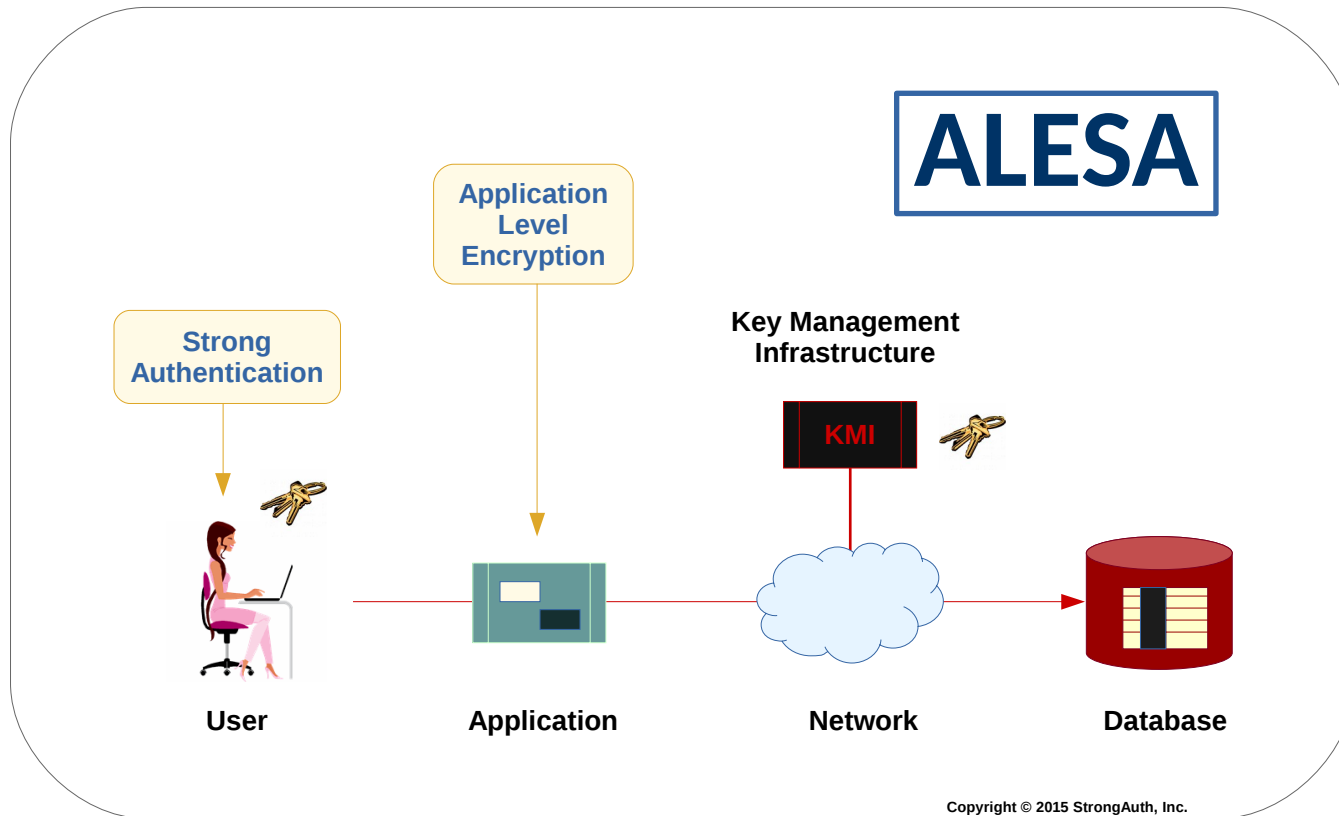 ALESA
Application
Level
Encryption
Strong
Authentication
Key Management
Infrastructure
KMI
User
Application
Network
Database
Copyright © 2015 StrongAuth, Inc.